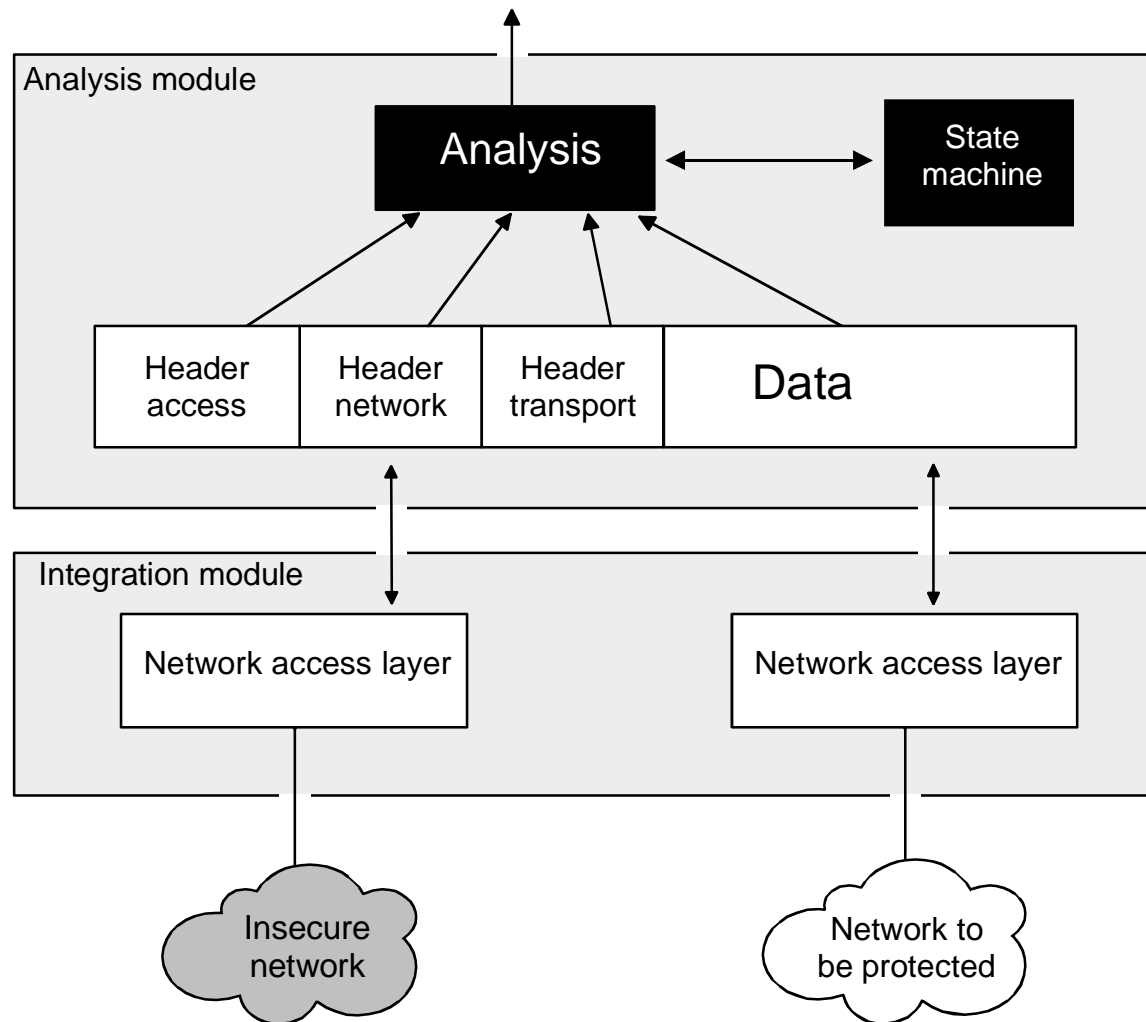 Analysis module
Analysis
State
machine
Header
access
Header
network
Header
transport
Data
Integration module
Network access layer
Network access layer
Insecure
network
Network to
be protected